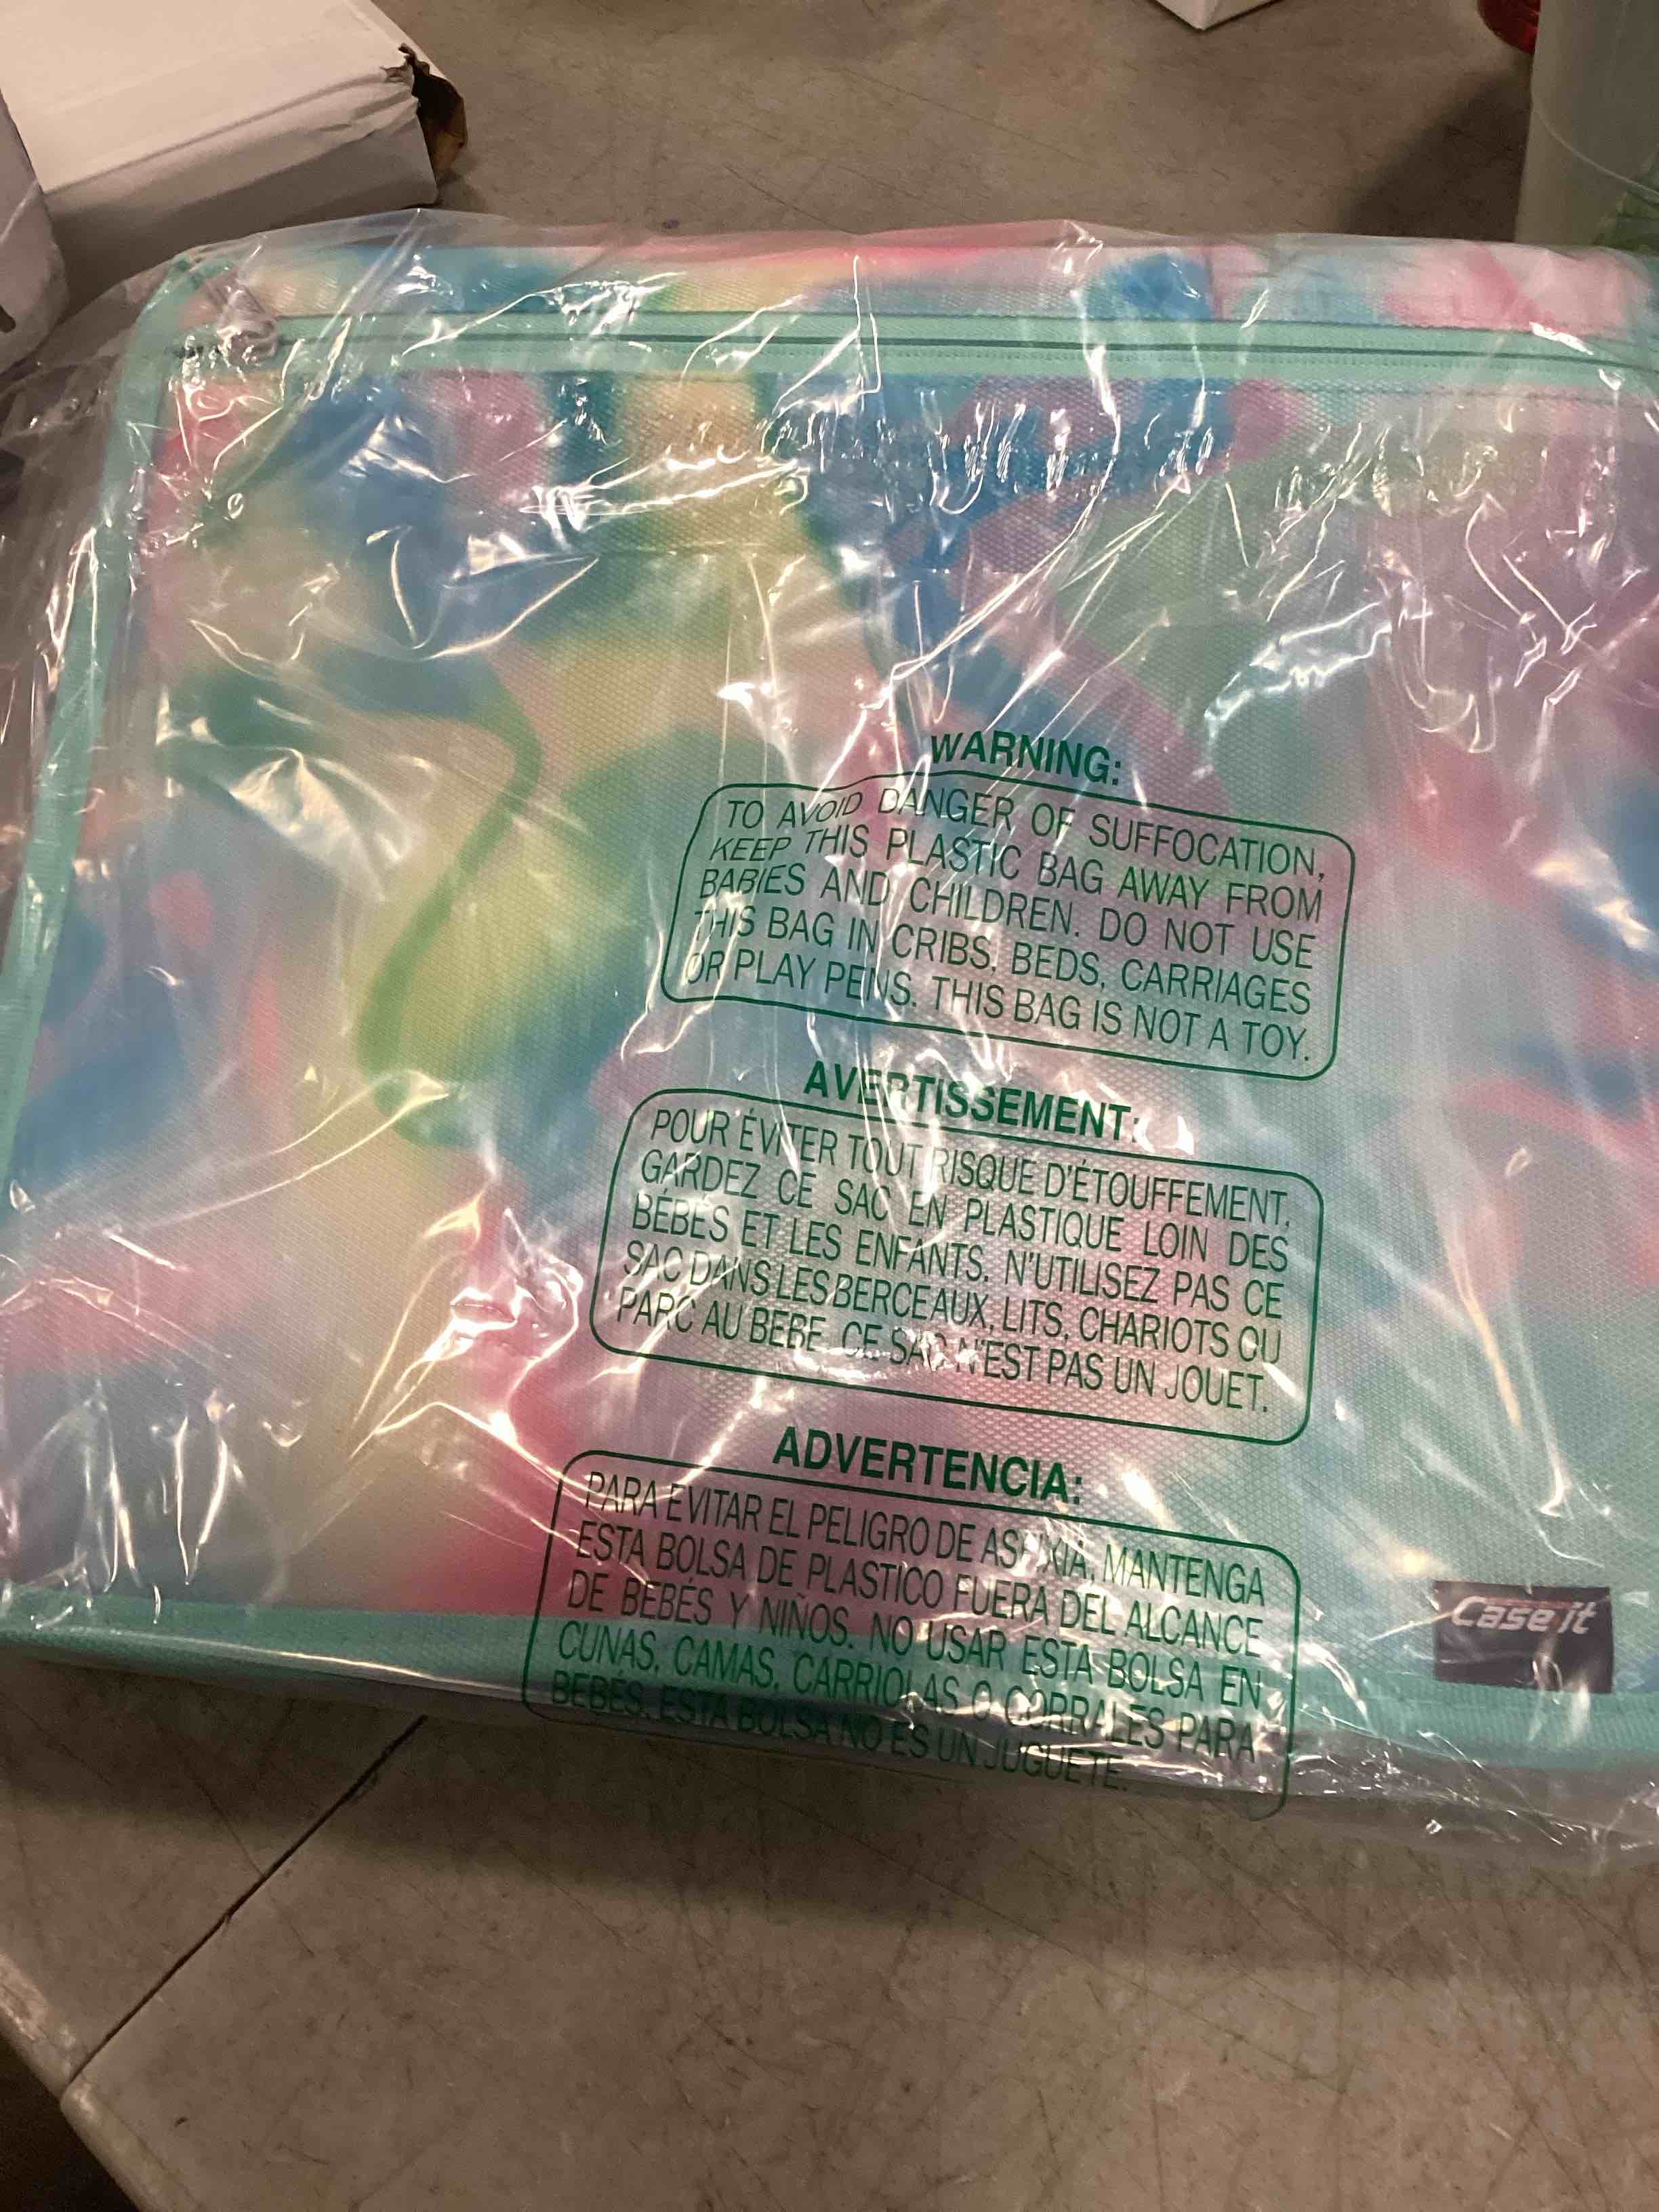 WARNING:
TO AVOID DANGER OF SUFFOCATION,
KEEP THIS PLASTIC BAG AWAY FROM
BABIES AND CHILDREN. DO NOT USE
THIS BAG IN CRIBS, BEDS, CARRIAGES
OR PLAY PENS. THIS BAG IS NOT A TOY.
AVERTISSEMENT:
POUR ÉVITER TOUT RISQUE D'ÉTOUFFEMENT,
GARDEZ CE SAC EN PLASTIQUE LOIN DES
BÉBÉS ET LES ENFANTS. N'UTILISEZ PAS CE
SAC DANS LES BERCEAUX, LITS, CHARIOTS OU
PARC AU BEBE. CE SAC N'EST PAS UN JOUET.
ADVERTENCIA:
PARA EVITAR EL PELIGRO DE ASFIXIA, MANTENGA
ESTA BOLSA DE PLASTICO FUERA DEL ALCANCE
DE BEBÉS Y NIÑOS. NO USAR ESTA BOLSA EN
CUNAS, CAMAS, CARRIOLAS O CORRALES PARA
BEBÉS. ESTA BOLSA NO ES UN JUGUETE.
Case it